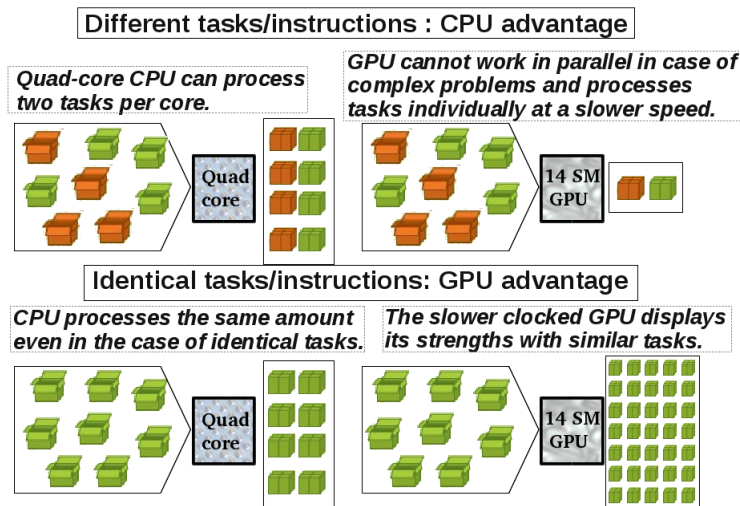 Different tasks/instructions : CPU advantage
Quad-core CPU can process
two tasks per core.
GPU cannot work in parallel in case of
complex problems and processes
tasks individually at a slower speed.
Quad
core
14 SM
GPU
Identical tasks/instructions: GPU advantage
CPU processes the same amount
even in the case of identical tasks.
The slower clocked GPU displays
its strengths with similar tasks.
Quad
core
14 SM
GPU